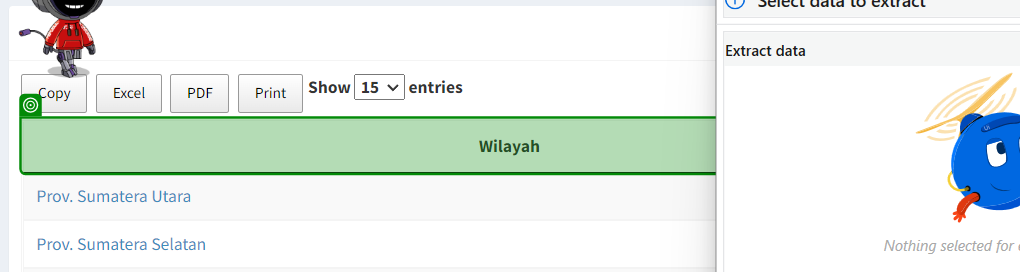 Select data to extract
Extract data
Copy Excel PDF Print Show 15 entries
Wilayah
Prov. Sumatera Utara
Prov. Sumatera Selatan
Nothing selected for